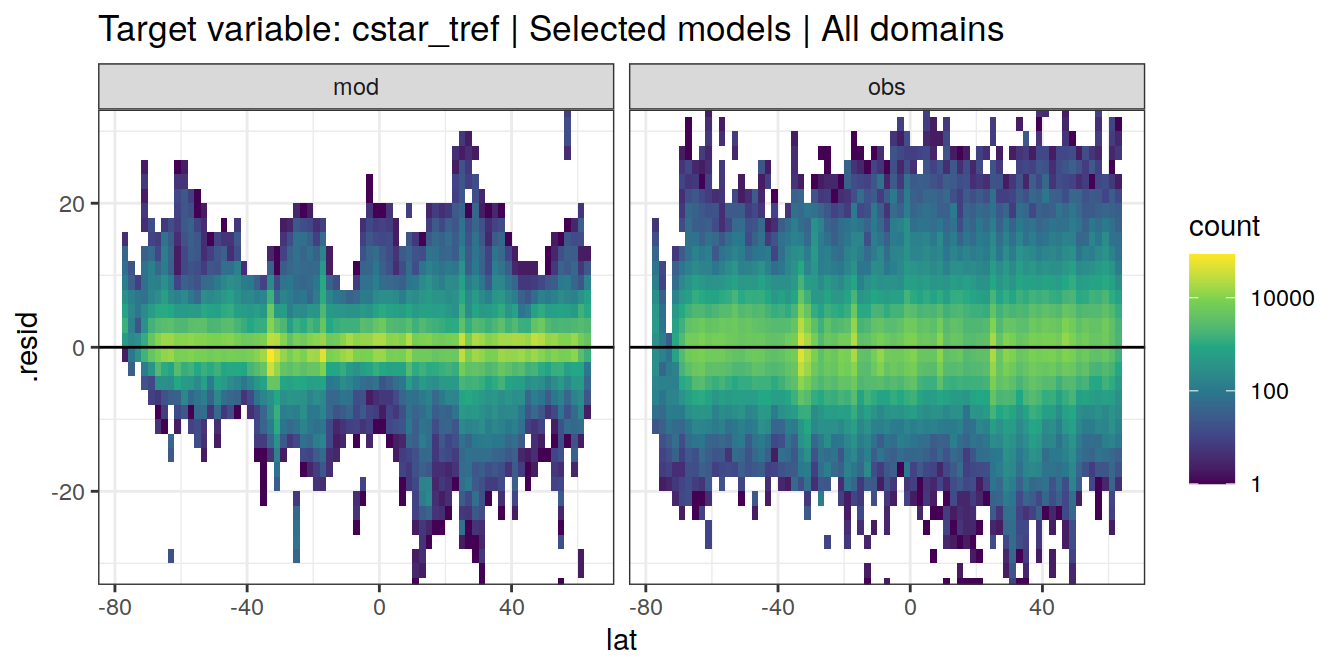 Target variable: cstar_tref | Selected models | All domains
mod
obs
.resid
20
0
-20
-80
-40
0
40
-80
-40
0
40
lat
count
10000
100
1